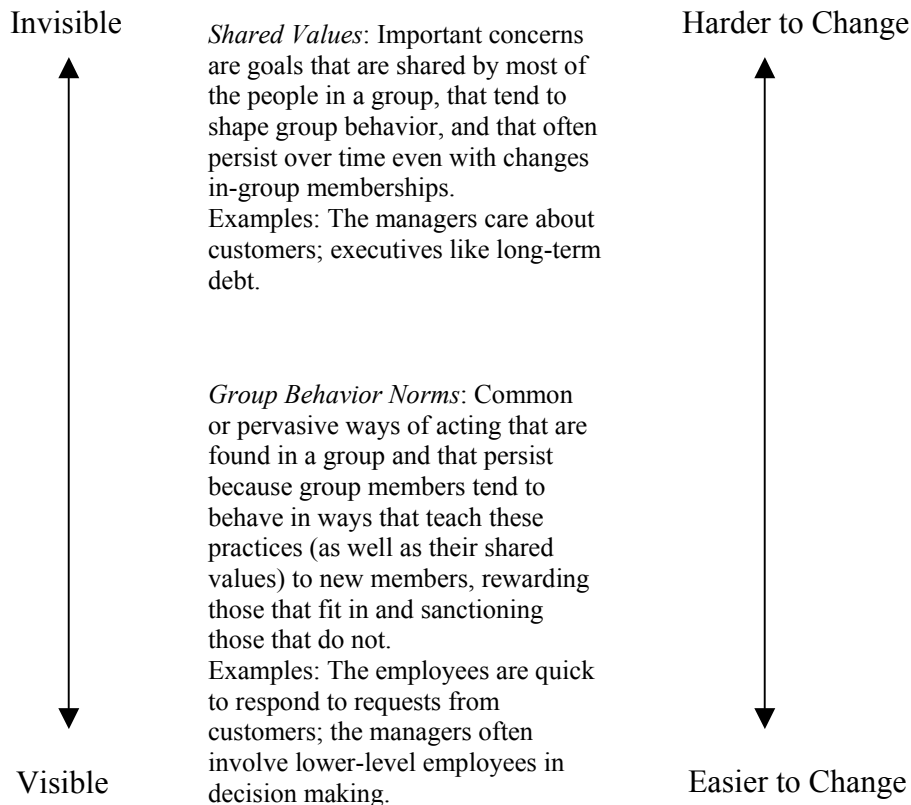 Invisible
Harder to Change
Shared Values: Important concerns
are goals that are shared by most of
the people in a group, that tend to
shape group behavior, and that often
persist over time even with changes
in-group memberships.
Examples: The managers care about
customers; executives like long-term
debt.
Group Behavior Norms: Common
or pervasive ways of acting that are
found in a group and that persist
because group members tend to
behave in ways that teach these
practices (as well as their shared
values) to new members, rewarding
those that fit in and sanctioning
those that do not.
Examples: The employees are quick
to respond to requests from
customers; the managers often
involve lower-level employees in
decision making.
Visible
Easier to Change